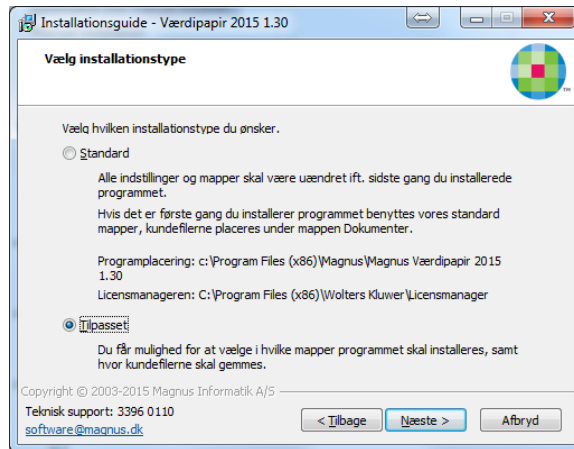 Installationsguide - Værdipapir 2015 1.30
Vælg installationstype
TM
Vælg hvilken installationstype du ønsker.
Standard
Alle indstillinger og mapper skal være uændret ift. sidste gang du installerede
programmet.
Hvis det er første gang du installer programmet benyttes vores standard
mapper, kundefilerne placeres under mappen Dokumenter.
Programplacering: c:\Program Files (x86)\Magnus\Magnus Værdipapir 2015
1.30
Licensmanageren: C:\Program Files (x86)\Wolters Kluwer\Licensmanager
Tilpasset
Du får mulighed for at vælge i hvilke mapper programmet skal installeres, samt
hvor kundefilerne skal gemmes.
Copyright © 2003-2015 Magnus Informatik A/S
Teknisk support: 3396 0110
software@magnus.dk
< Tilbage Næste > Afbryd